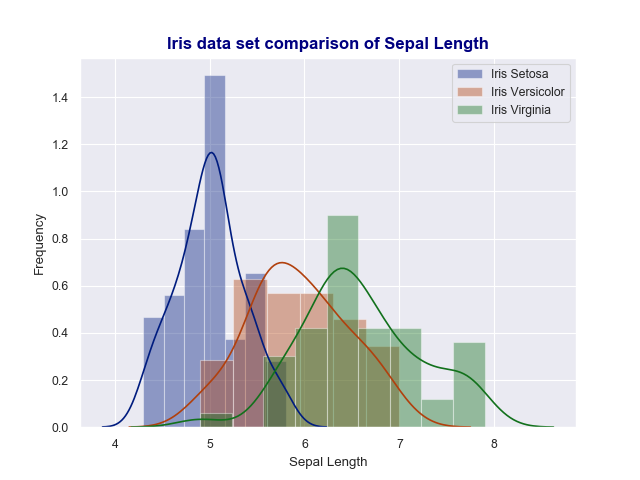 Iris data set comparison of Sepal Length
Iris Setosa
Iris Versicolor
Iris Virginia
Frequency
1.4
1.2
1.0
0.8
0.6
0.4
0.2
0.0
4 5 6 7 8
Sepal Length